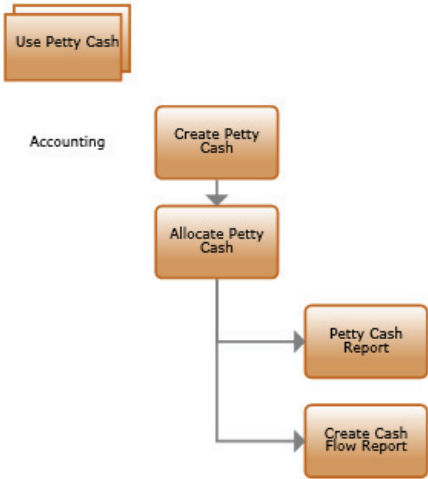 Use Petty Cash
Accounting
Create Petty
Cash
Allocate Petty
Cash
Petty Cash
Report
Create Cash
Flow Report